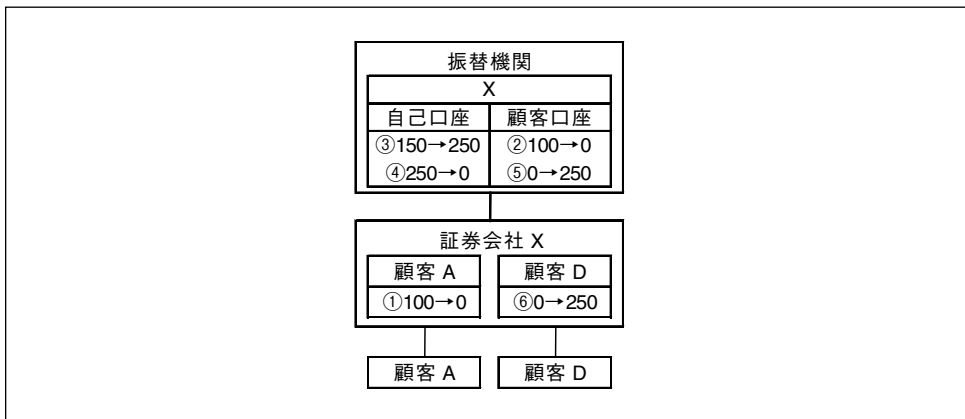 振替機関
X
自己口座 顧客口座
③150→250 ②100→0
④250→0 ⑤0→250
証券会社 X
顧客 A 顧客 D
①100→0 ⑥0→250
顧客 A 顧客 D